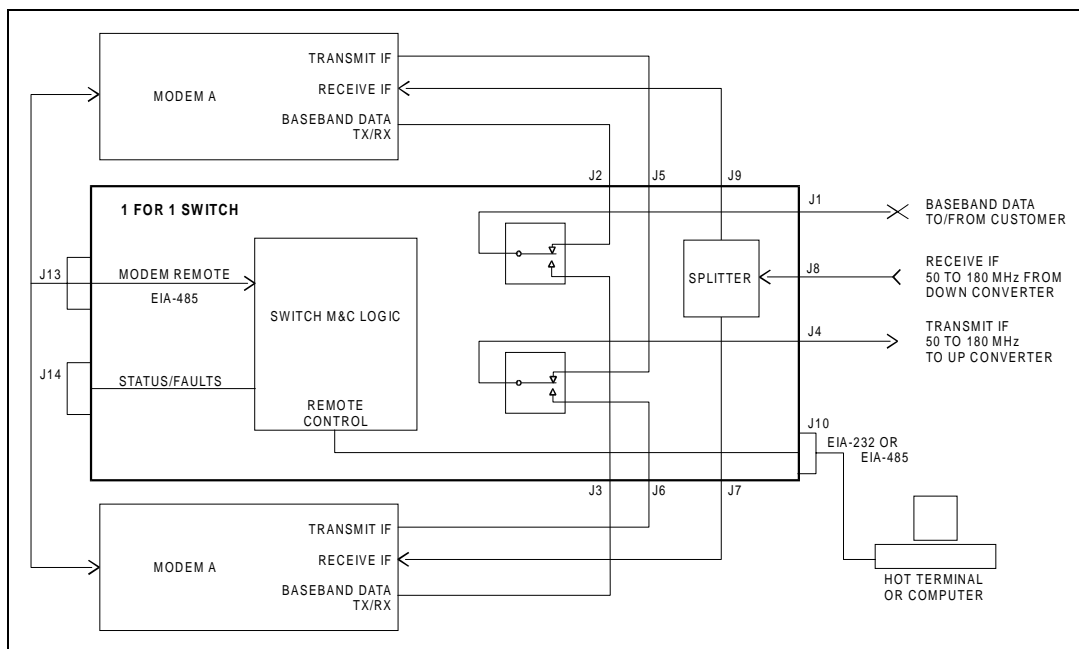 TRANSMIT IF
RECEIVE IF
MODEM A
BASEBAND DATA
TX/RX
J2
J5
J9
J1
1 FOR 1 SWITCH
BASEBAND DATA
TO/FROM CUSTOMER
J13
MODEM REMOTE
EIA-485
SPLITTER
J8
RECEIVE IF
50 TO 180 MHz FROM
DOWN CONVERTER
SWITCH M&C LOGIC
J4
TRANSMIT IF
50 TO 180 MHz
TO UP CONVERTER
J14
STATUS/FAULTS
REMOTE
CONTROL
J10
EIA-232 OR
EIA-485
J3
J6
J7
TRANSMIT IF
RECEIVE IF
MODEM A
BASEBAND DATA
TX/RX
HOT TERMINAL
OR COMPUTER